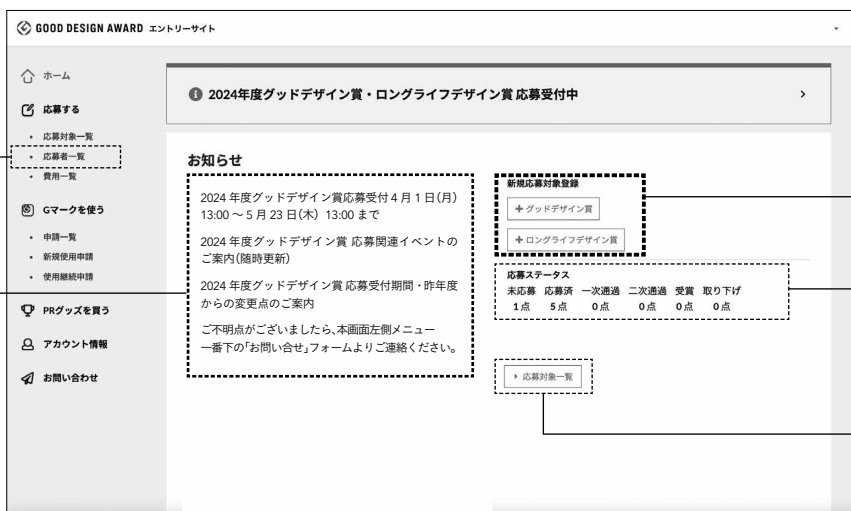 GOOD DESIGN AWARD エントリーサイト
ホーム
応募する
・ 応募対象一覧
・ 応募者一覧
・ 費用一覧
Gマークを使う
・ 申請一覧
・ 新規使用申請
・ 使用継続申請
PRグッズを買う
アカウント情報
お問い合わせ
2024年度グッドデザイン賞・ロングライフデザイン賞 応募受付中
お知らせ
2024 年度グッドデザイン賞応募受付 4 月 1 日(月)
13:00 ～ 5 月 23 日(木) 13:00 まで
2024 年度グッドデザイン賞 応募関連イベントの
ご案内(随時更新)
2024 年度グッドデザイン賞 応募受付期間・昨年度
からの変更点のご案内
ご不明点がございましたら、本画面左側メニュー
一番下の「お問い合せ」フォームよりご連絡ください。
新規応募対象登録
+ グッドデザイン賞
+ ロングライフデザイン賞
応募ステータス
未応募 応募済 一次通過 二次通過 受賞 取り下げ
1 点 5 点 0 点 0 点 0 点 0 点
応募対象一覧